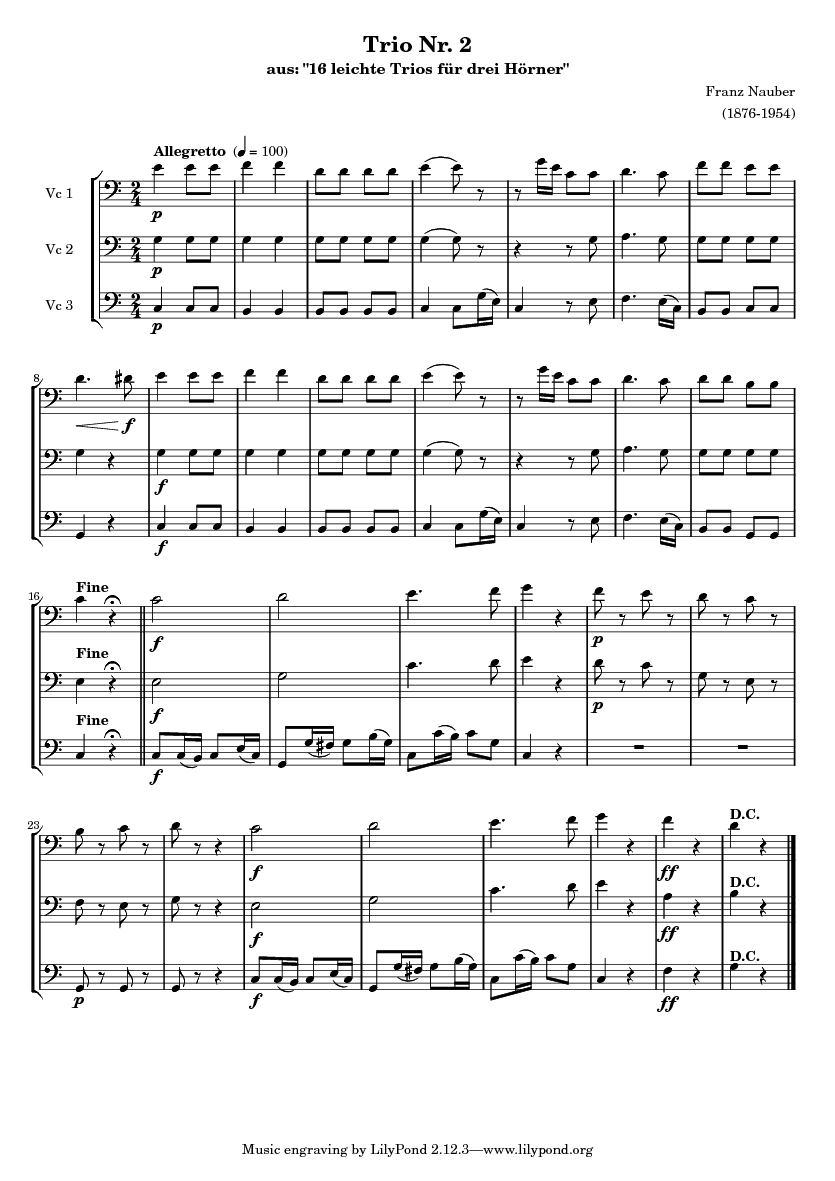 Trio Nr. 2
aus: "16 leichte Trios für drei Hörner"
Franz Nauber
(1876-1954)
Allegretto (♩ = 100)
Vc 1
p
Vc 2
p
Vc 3
p
8
f
f
f
16
Fine
f
p
Fine
f
p
Fine
f
23
D.C.
f
ff
D.C.
f
ff
D.C.
p
f
ff
Music engraving by LilyPond 2.12.3—www.lilypond.org